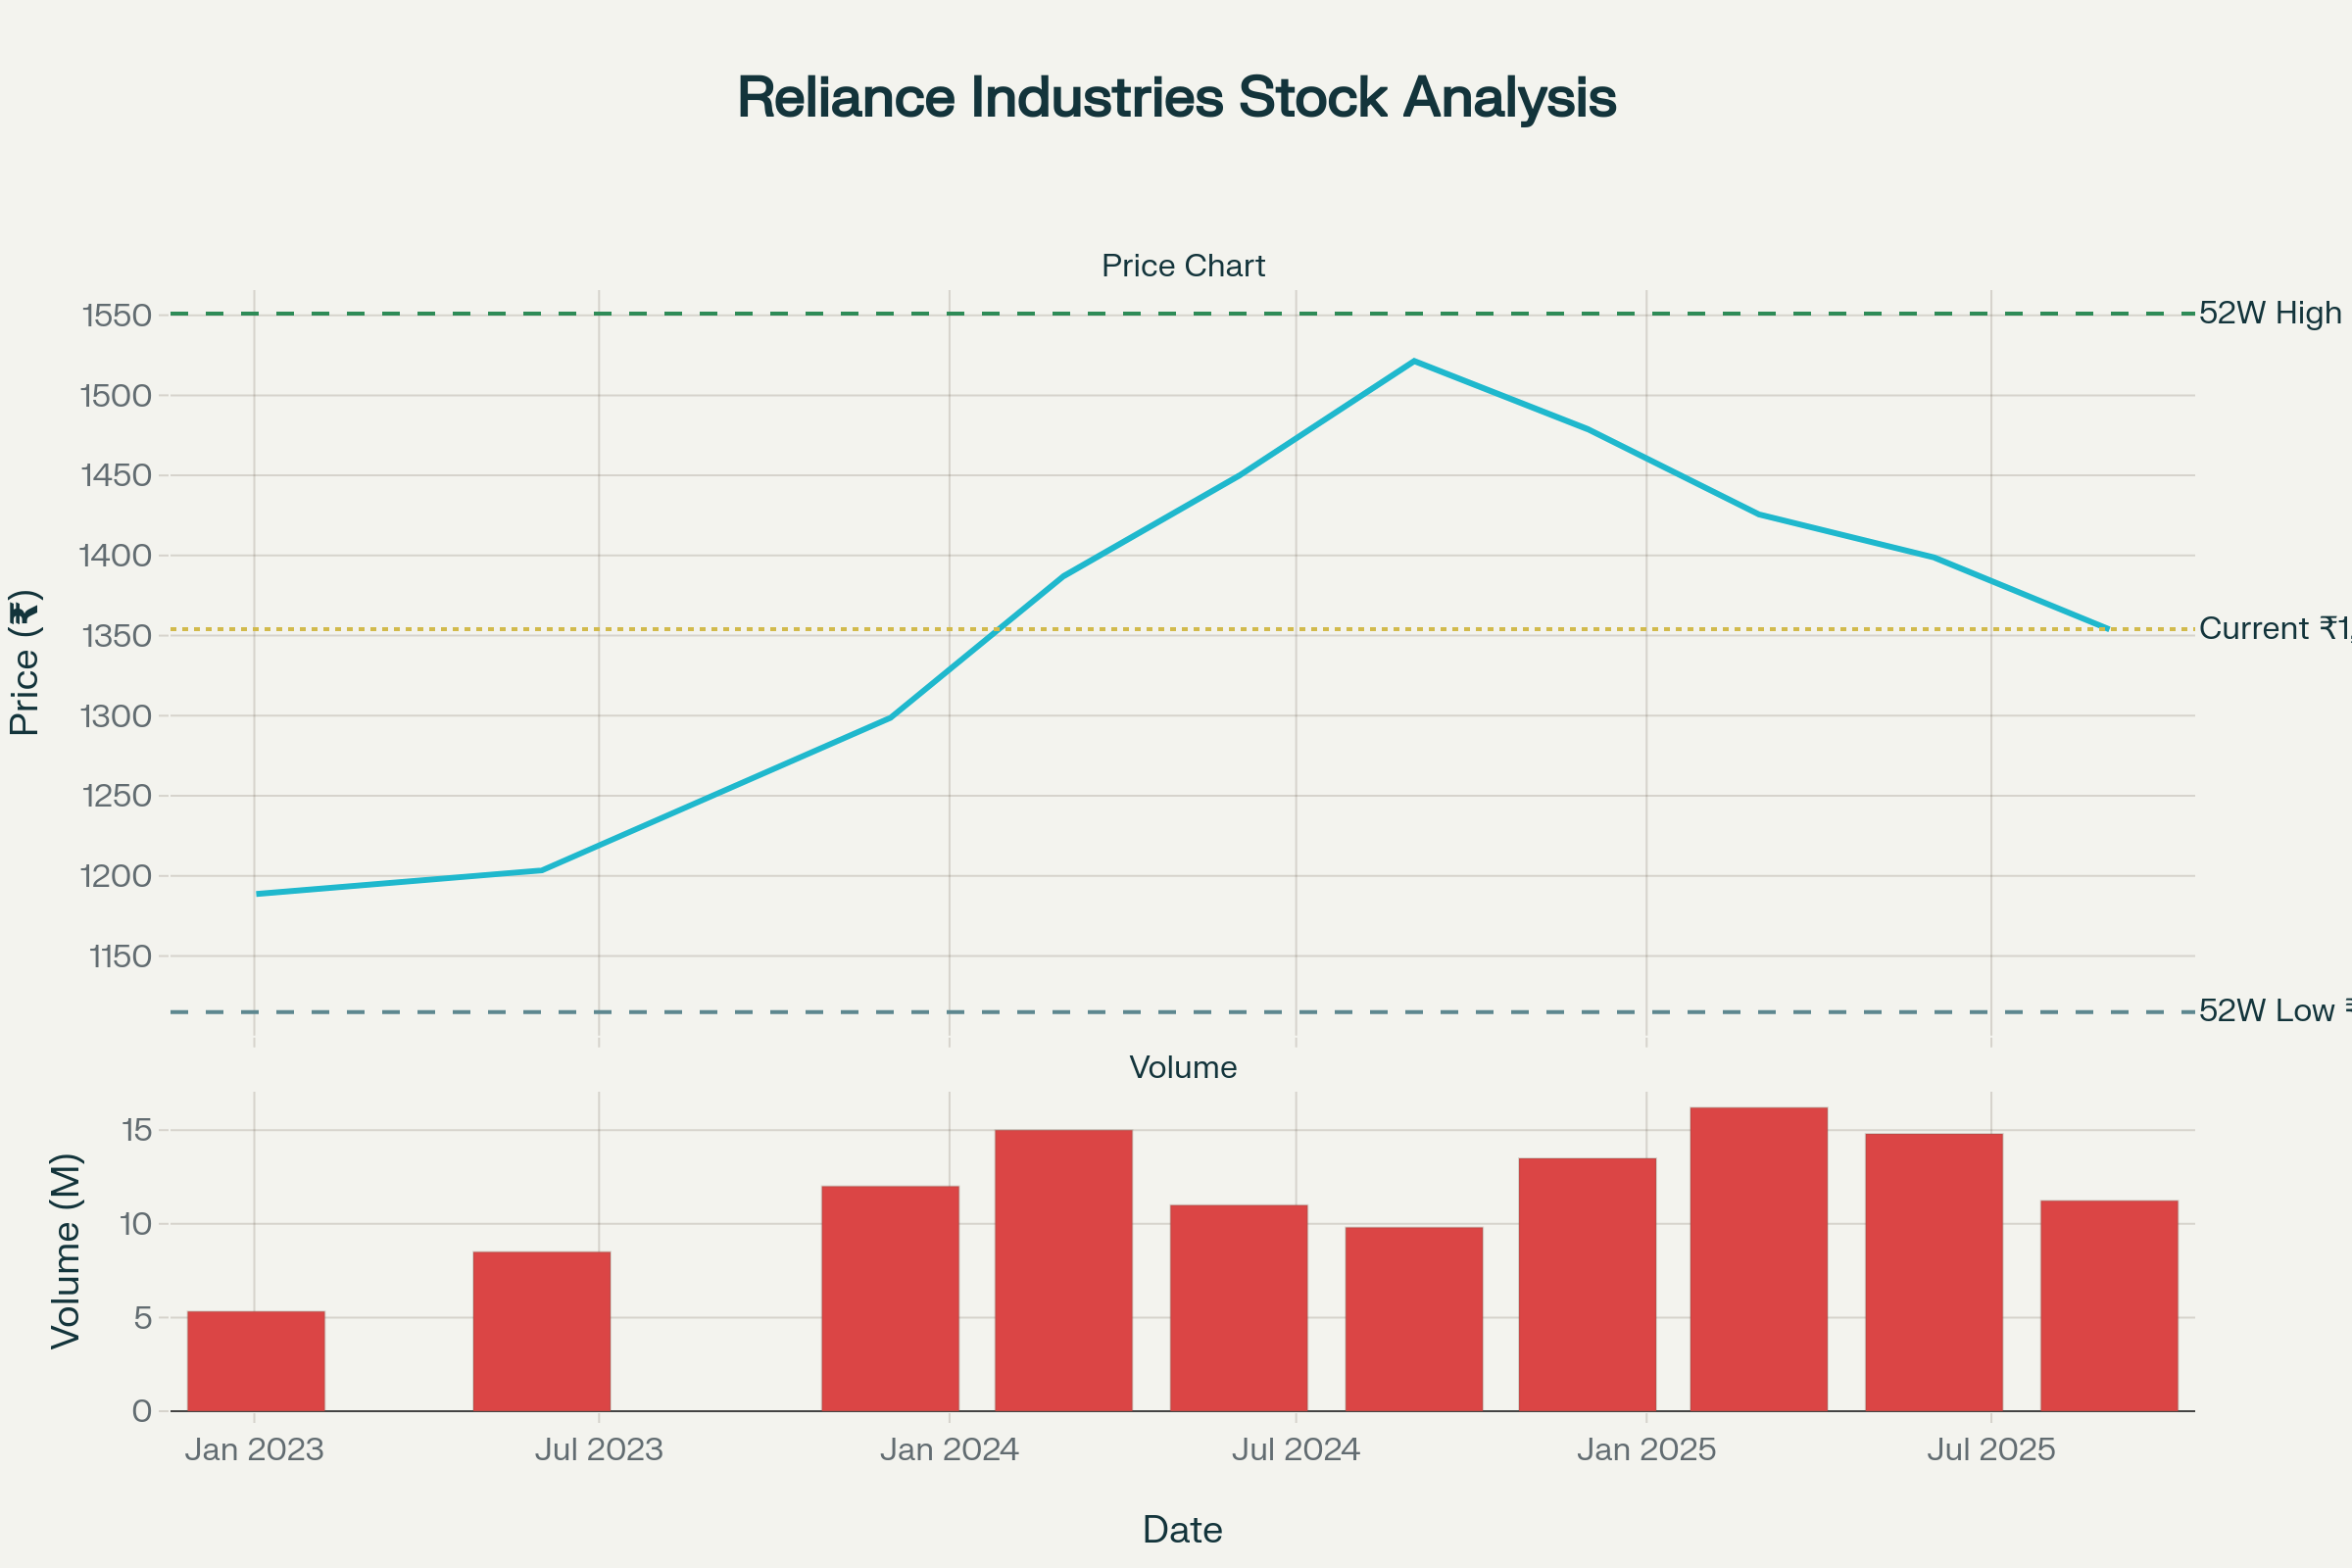 Reliance Industries Stock Analysis
Price Chart
1550
52W High
1500
1450
1400
Price (₹)
1350
Current ₹1,
1300
1250
1200
1150
52W Low
Volume
15
Volume (M)
10
5
0
Jan 2023
Jul 2023
Jan 2024
Jul 2024
Jan 2025
Jul 2025
Date